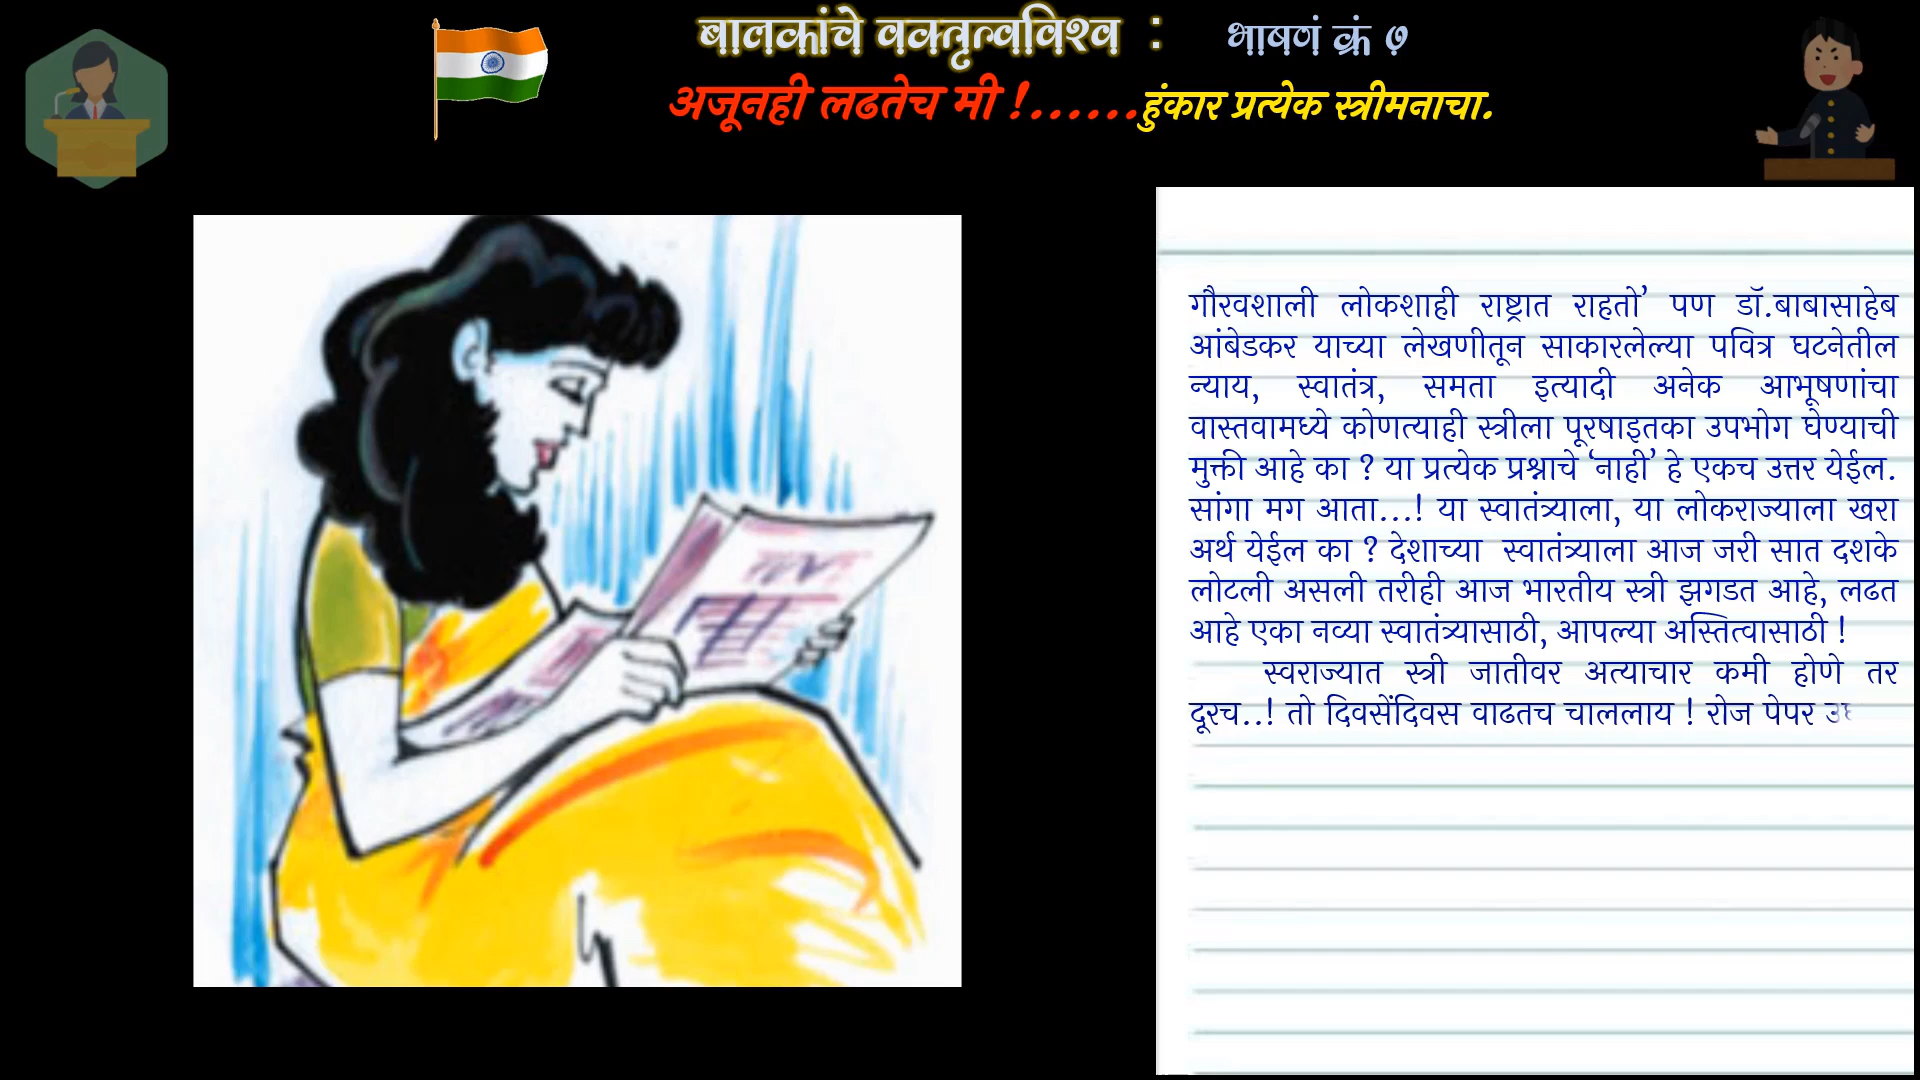 बालकांचे वक्तृत्वविश्व : भाषणं क्रं ७
अजूनही लढतेच मी !......हुंकार प्रत्येक स्त्रीमनाचा.
गौरवशाली लोकशाही राष्ट्रात राहतो’ पण डॉ.बाबासाहेब
आंबेडकर याच्या लेखणीतून साकारलेल्या पवित्र घटनेतील
न्याय, स्वातंत्र, समता इत्यादी अनेक आभूषणांचा
वास्तवामध्ये कोणत्याही स्त्रीला पूरषाइतका उपभोग घेण्याची
मुक्ती आहे का ? या प्रत्येक प्रश्नाचे ‘नाही’ हे एकच उत्तर येईल.
सांगा मग आता...! या स्वातंत्र्याला, या लोकराज्याला खरा
अर्थ येईल का ? देशाच्या स्वातंत्र्याला आज जरी सात दशके
लोटली असली तरीही आज भारतीय स्त्री झगडत आहे, लढत
आहे एका नव्या स्वातंत्र्यासाठी, आपल्या अस्तित्वासाठी !
स्वराज्यात स्त्री जातीवर अत्याचार कमी होणे तर
दूरच..! तो दिवसेंदिवस वाढतच चाललाय ! रोज पेपर